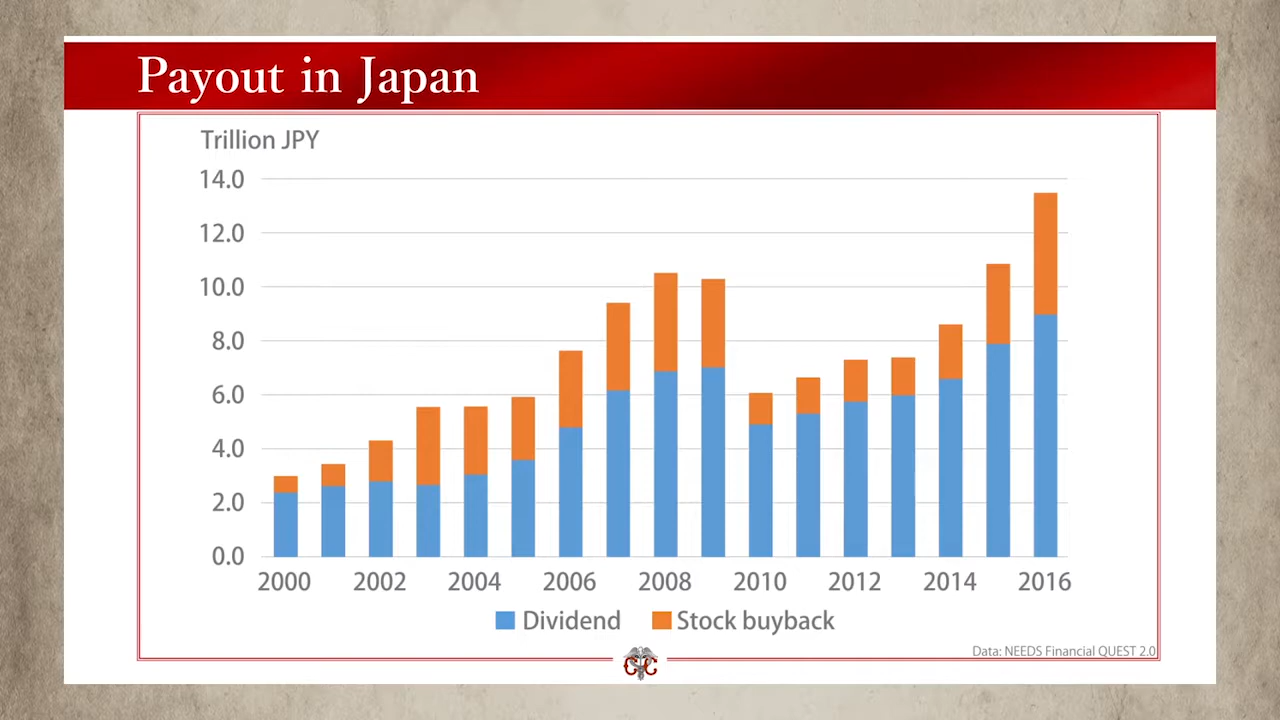 Payout in Japan
Trillion JPY
14.0
12.0
10.0
8.0
6.0
4.0
2.0
0.0
2000 2002 2004 2006 2008 2010 2012 2014 2016
Dividend Stock buyback
Data: NEEDS Financial QUEST 2.0